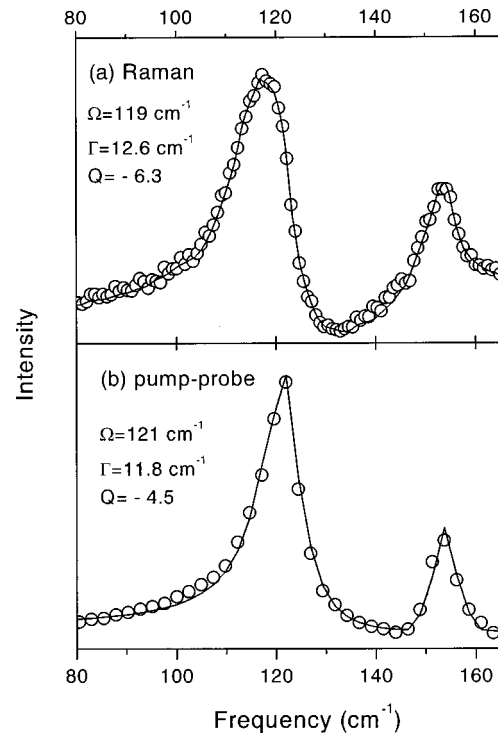 80 100 120 140 160
(a) Raman
Ω=119 cm⁻¹
Γ=12.6 cm⁻¹
Q= - 6.3
Intensity
(b) pump-probe
Ω=121 cm⁻¹
Γ=11.8 cm⁻¹
Q= - 4.5
80 100 120 140 160
Frequency (cm⁻¹)